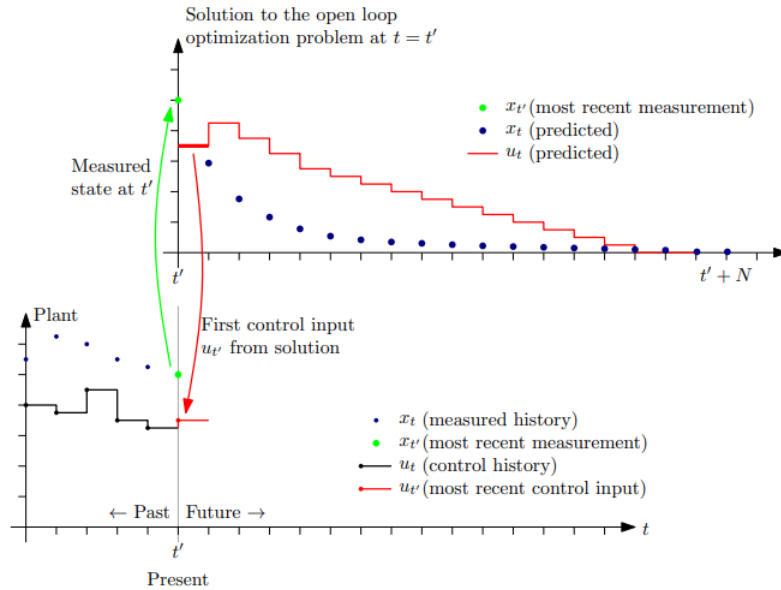 Solution to the open loop
optimization problem at t = t′
x_{t′}(most recent measurement)
x_t (predicted)
u_t (predicted)
Measured
state at t′
t′
t′ + N
Plant
First control input
u_{t′} from solution
x_t (measured history)
x_{t′}(most recent measurement)
u_t (control history)
u_{t′}(most recent control input)
← Past Future →
t
t′
Present